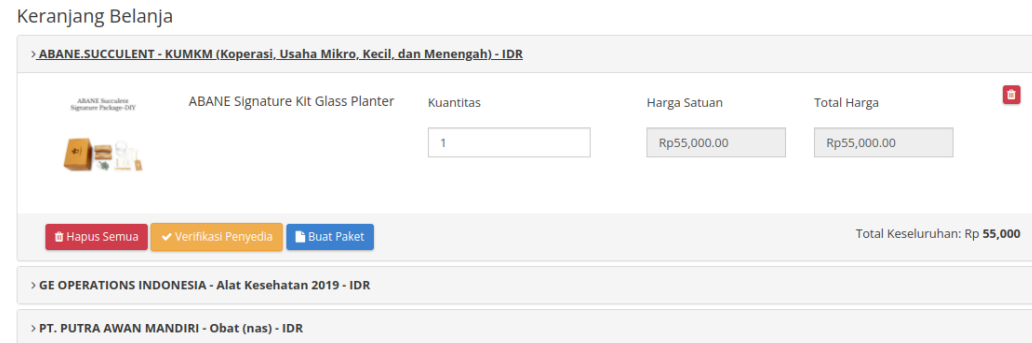 Keranjang Belanja
ABANE.SUCCULENT - KUMKM (Koperasi, Usaha Mikro, Kecil, dan Menengah) - IDR
ABANE Succulent
Signature Package-DIY
ABANE Signature Kit Glass Planter
Kuantitas
Harga Satuan
Total Harga
1
Rp55,000.00
Rp55,000.00
Hapus Semua
Verifikasi Penyedia
Buat Paket
Total Keseluruhan: Rp 55,000
GE OPERATIONS INDONESIA - Alat Kesehatan 2019 - IDR
PT. PUTRA AWAN MANDIRI - Obat (nas) - IDR